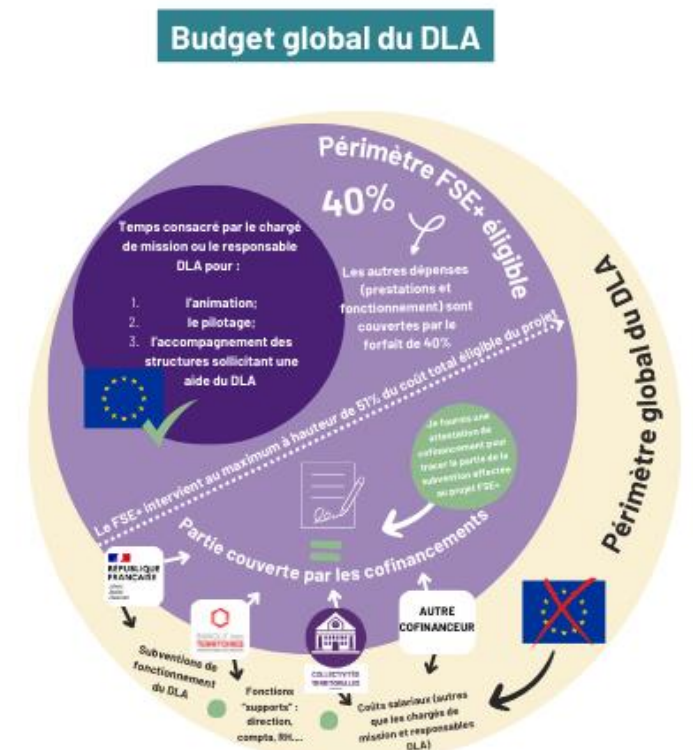 Budget global du DLA
Périmètre FSE+ éligible
40%
Temps consacré par le chargé
de mission ou le responsable
DLA pour :
1. l'animation;
2. le pilotage;
3. l'accompagnement des
structures sollicitant une
aide du DLA
Les autres dépenses
(prestations et
fonctionnement) sont
couvertes par le
forfait de 40%
Périmètre global du DLA
Le FSE+ intervient au maximum à hauteur de 51% du coût total éligible du projet
Je fournis une
attestation de
cofinancement pour
tracer la partie de la
subvention affectée
au projet FSE+
Partie couverte par les cofinancements
RÉPUBLIQUE
FRANÇAISE
BANQUE DES
TERRITOIRES
COLLECTIVITÉS
TERRITORIALES
AUTRE
COFINANCEUR
Subventions de
fonctionnement
du DLA
Fonctions
"supports" :
direction,
compta, RH....
Coûts salariaux (autres
que les chargés de
mission et responsables
DLA)